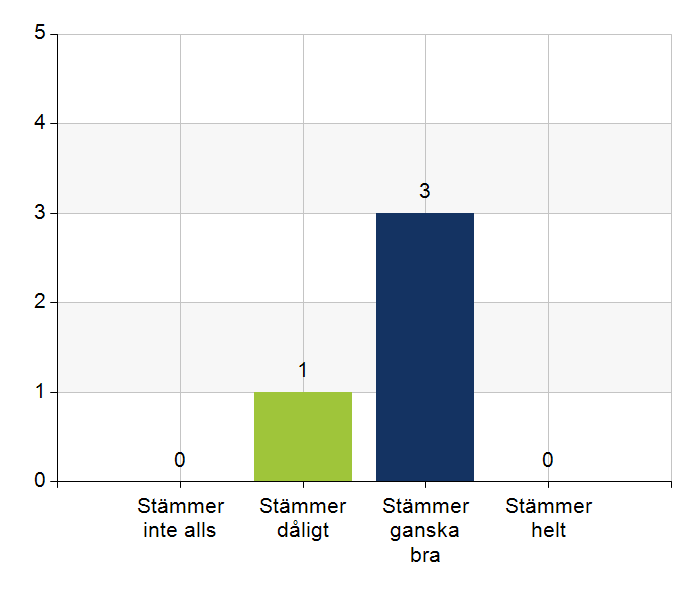 5
4
3
2
1
0
0
1
3
0
Stämmer
inte alls
Stämmer
dåligt
Stämmer
ganska
bra
Stämmer
helt